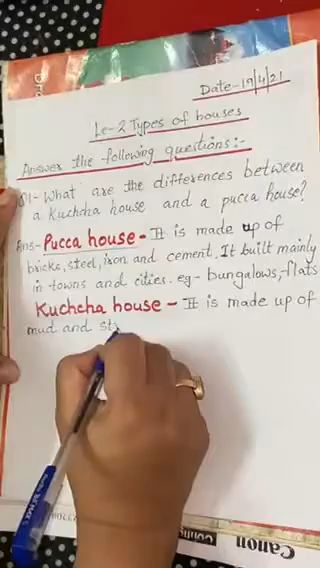 Date-19/4/21
Le-2 Types of houses
Answer the following questions:-
Q1- What are the differences between
a Kuchcha house and a pucca house?
Ans- Pucca house - It is made up of
bricks, steel, iron and cement. It built mainly
in towns and cities. eg- bungalows, flats
Kuchcha house - It is made up of
mud and st
Canon